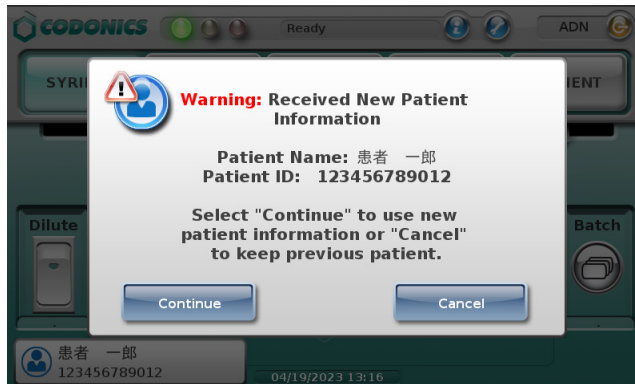 CODONICS
Ready
ADN
SYRI
IENT
Warning: Received New Patient
Information
Patient Name: 患者　一郎
Patient ID: 123456789012
Select "Continue" to use new
patient information or "Cancel"
to keep previous patient.
Dilute
Batch
Continue
Cancel
患者　一郎
123456789012
04/19/2023 13:16